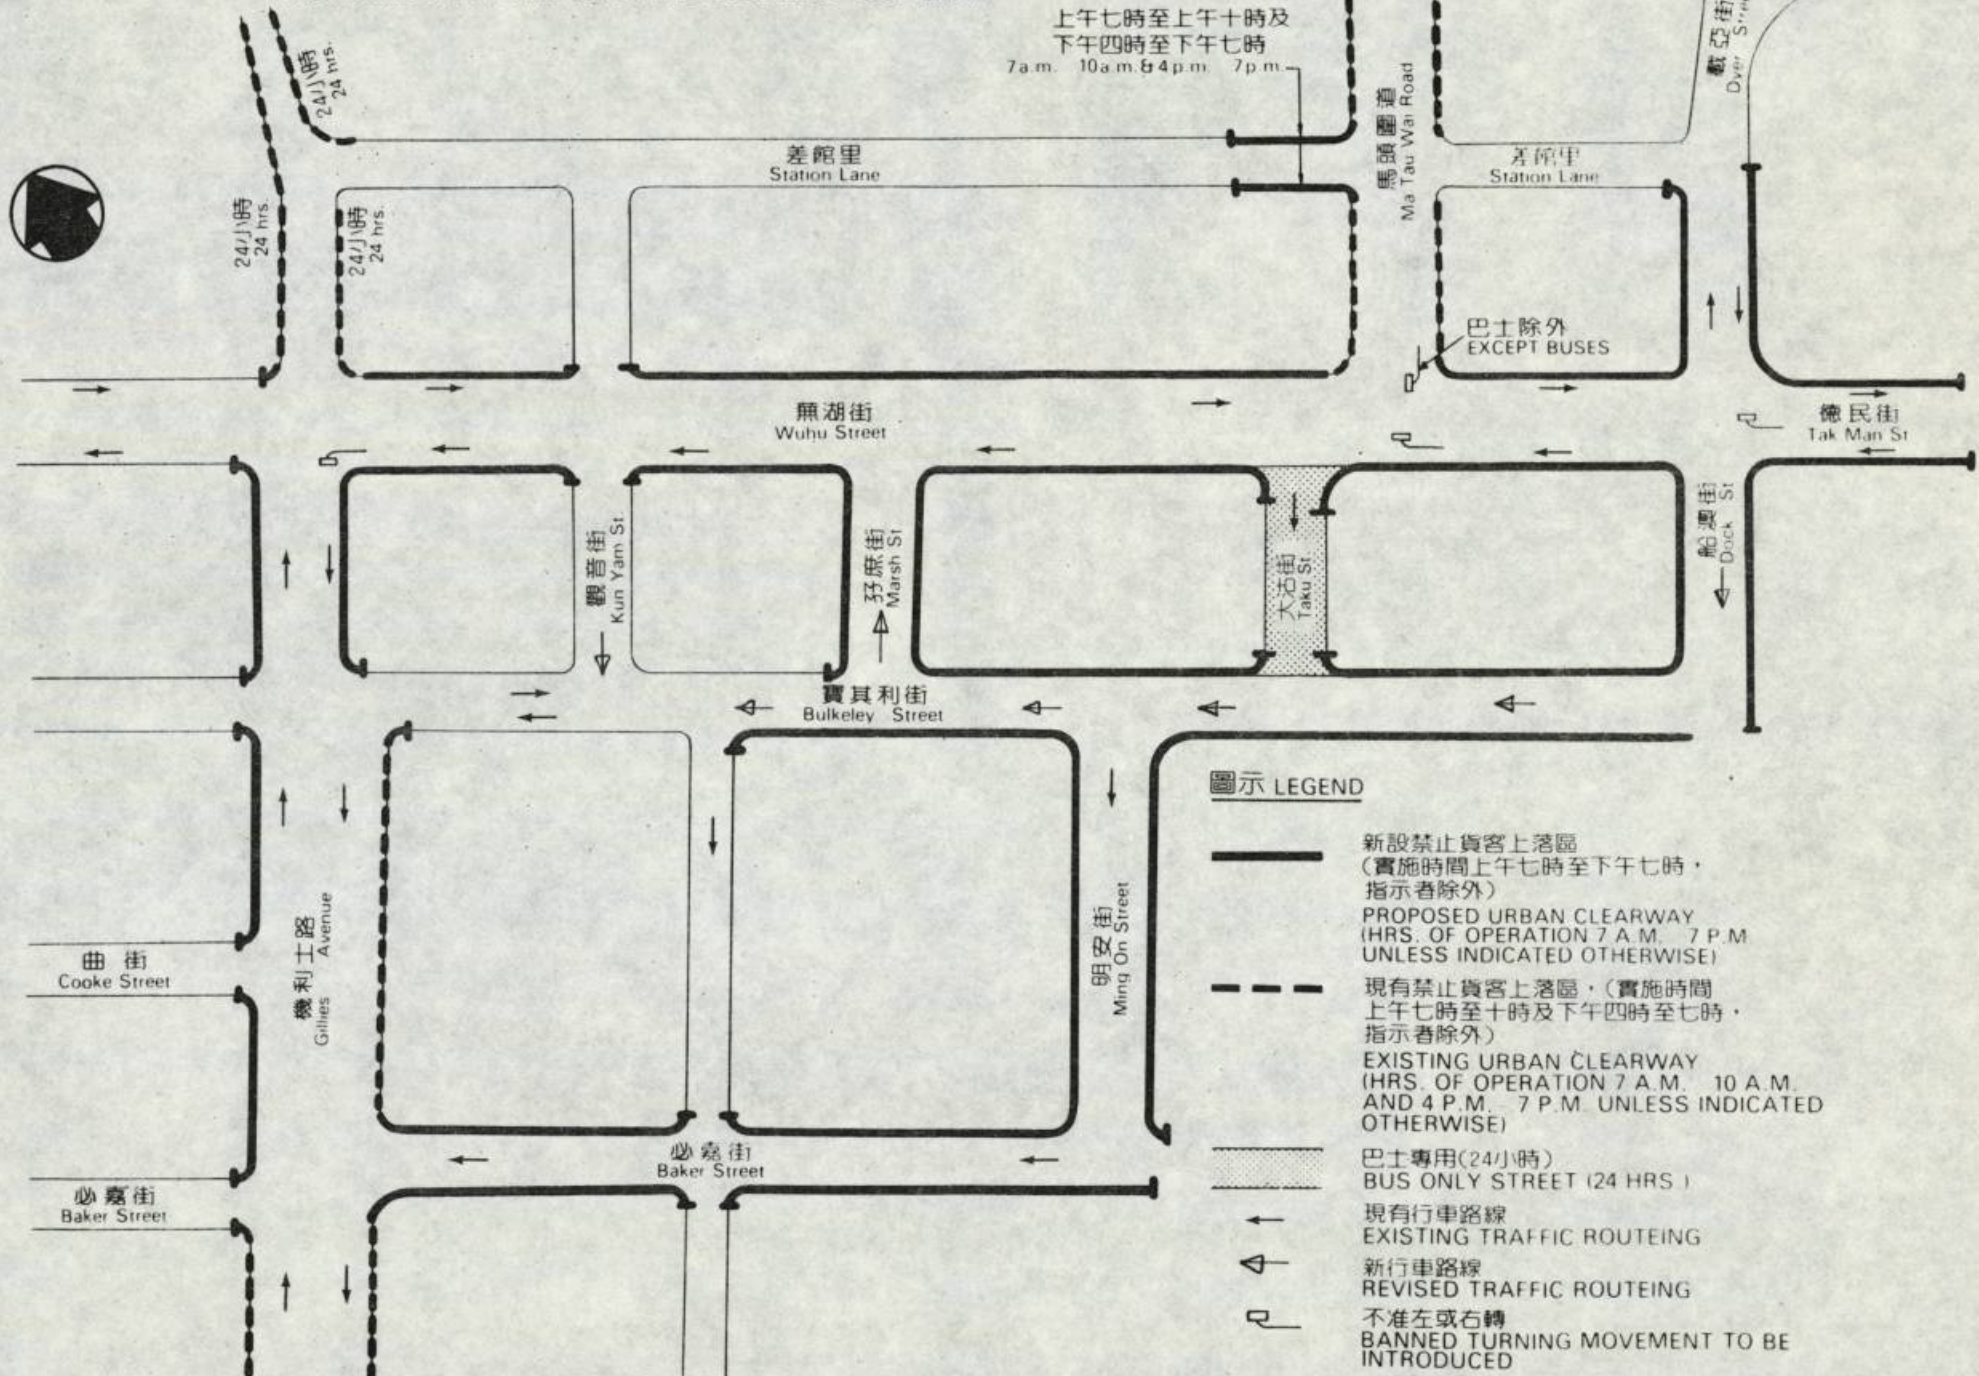 上午七時至上午十時及
下午四時至下午七時
7a.m. 10a.m.&4p.m. 7p.m.
24小時
24 hrs.
馬頭圍道
Ma Tau Wai Road
戴亞街
Dyer
差館里
Station Lane
差館里
Station Lane
24小時
24 hrs.
24小時
24 hrs.
巴士除外
EXCEPT BUSES
蕪湖街
Wuhu Street
德民街
Tak Man St
觀音街
Kun Yam St.
孖庶街
Marsh St
大沽街
Taku St
船澳街
Dock St
寶其利街
Bulkeley Street
機利士路
Gillies Avenue
明安街
Ming On Street
曲街
Cooke Street
必嘉街
Baker Street
必嘉街
Baker Street
圖示 LEGEND
新設禁止貨客上落區
(實施時間上午七時至下午七時，
指示者除外)
PROPOSED URBAN CLEARWAY
(HRS. OF OPERATION 7 A.M. 7 P.M
UNLESS INDICATED OTHERWISE)
現有禁止貨客上落區，(實施時間
上午七時至十時及下午四時至七時，
指示者除外)
EXISTING URBAN CLEARWAY
(HRS. OF OPERATION 7 A.M. 10 A.M.
AND 4 P.M. 7 P.M. UNLESS INDICATED
OTHERWISE)
巴士專用(24小時)
BUS ONLY STREET (24 HRS.)
現有行車路線
EXISTING TRAFFIC ROUTEING
新行車路線
REVISED TRAFFIC ROUTEING
不准左或右轉
BANNED TURNING MOVEMENT TO BE
INTRODUCED